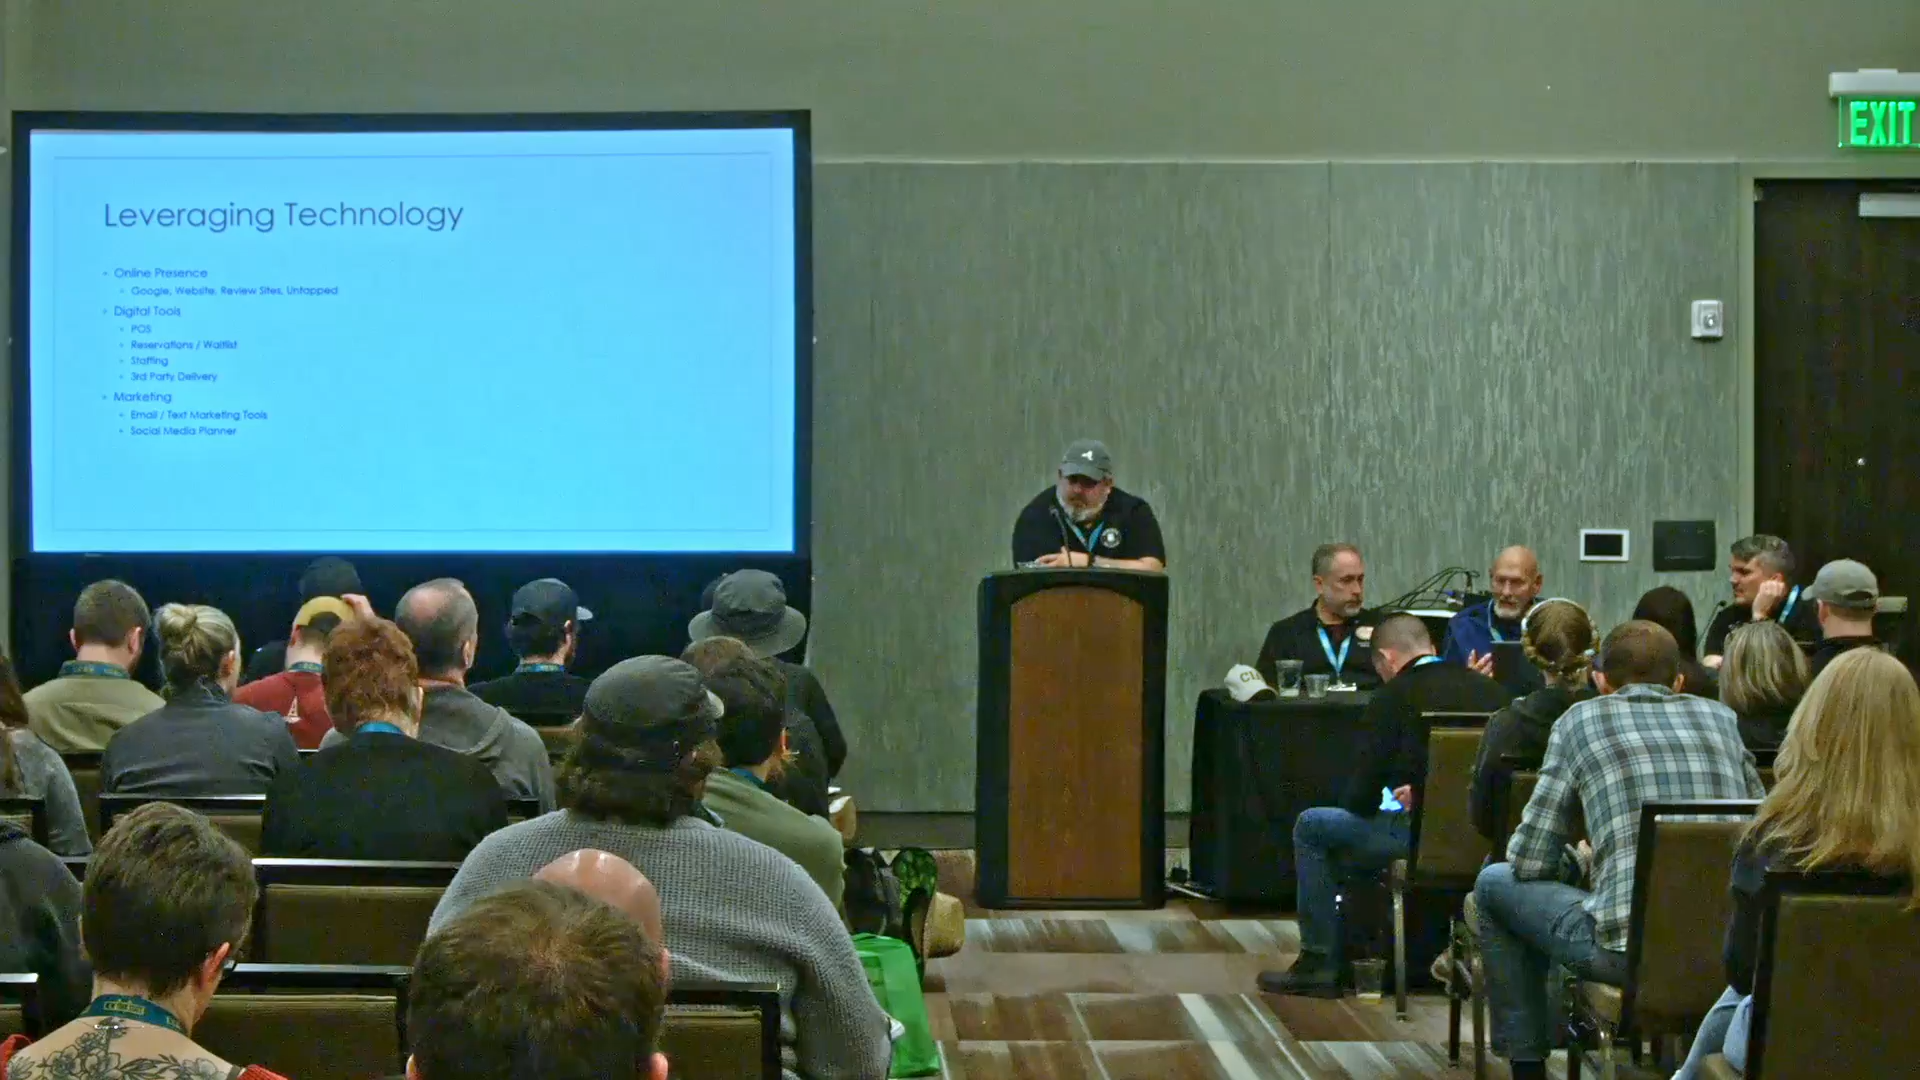 Leveraging Technology
Online Presence
Google, Website, Review Sites, Untapped
Digital Tools
POS
Reservations / Waitlist
Staffing
3rd Party Delivery
Marketing
Email / Text Marketing Tools
Social Media Planner
EXIT